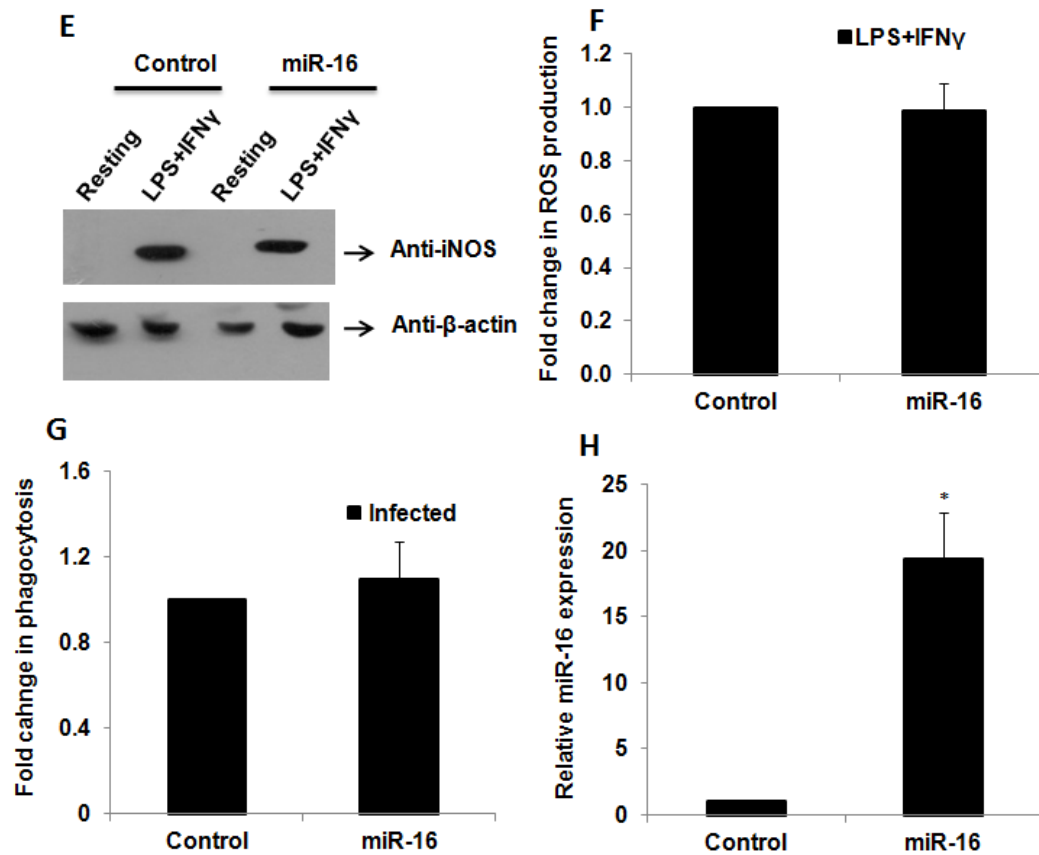 E
Control miR-16
Resting LPS+IFNγ Resting LPS+IFNγ
Anti-iNOS
Anti-β-actin
F
LPS+IFNγ
Fold change in ROS production
1.2
1.0
0.8
0.6
0.4
0.2
0.0
Control miR-16
G
Infected
Fold cahnge in phagocytosis
1.6
1.2
0.8
0.4
0
Control miR-16
H
Relative miR-16 expression
25
20
15
10
5
0
*
Control miR-16